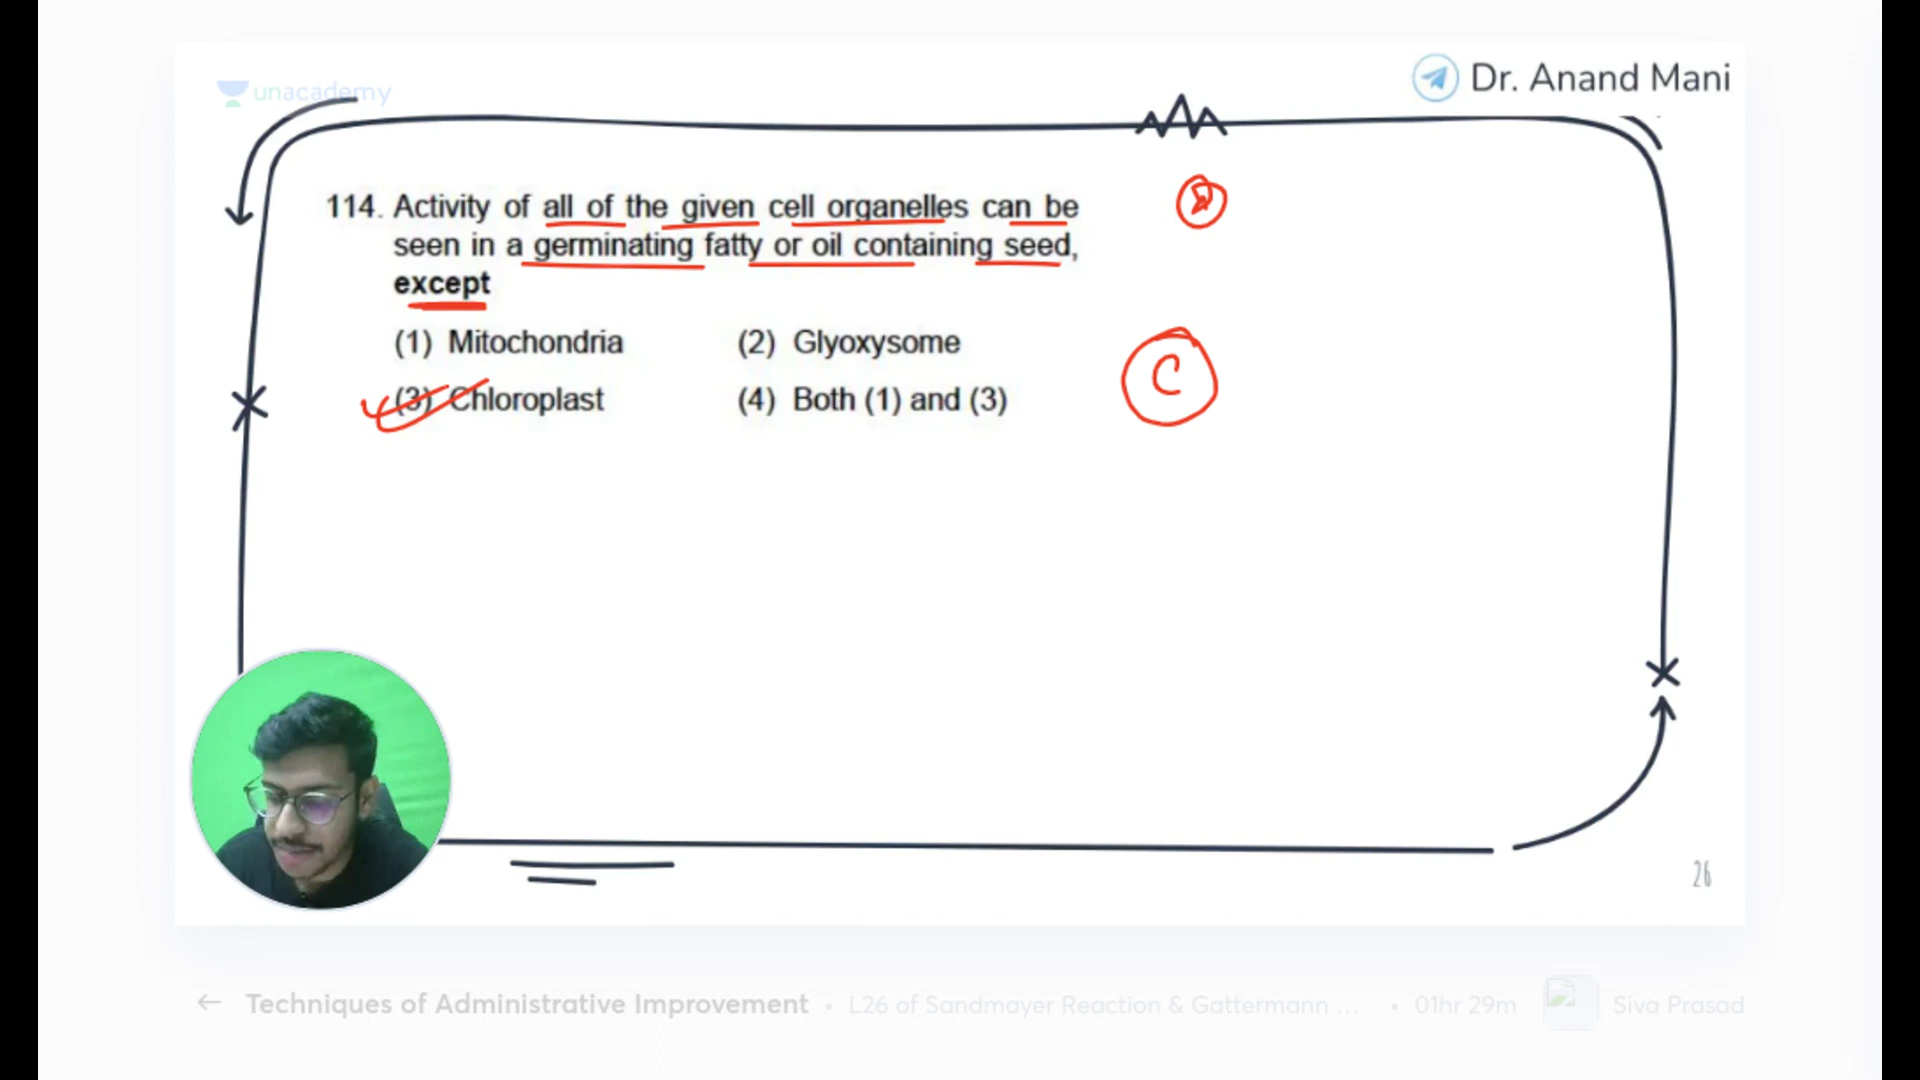 unacademy
Dr. Anand Mani
114. Activity of all of the given cell organelles can be
seen in a germinating fatty or oil containing seed,
except
(1) Mitochondria (2) Glyoxysome
(3) Chloroplast (4) Both (1) and (3)
C
26
Techniques of Administrative Improvement • L26 of Sandmayer Reaction & Gattermann ... • 01hr 29m Siva Prasad